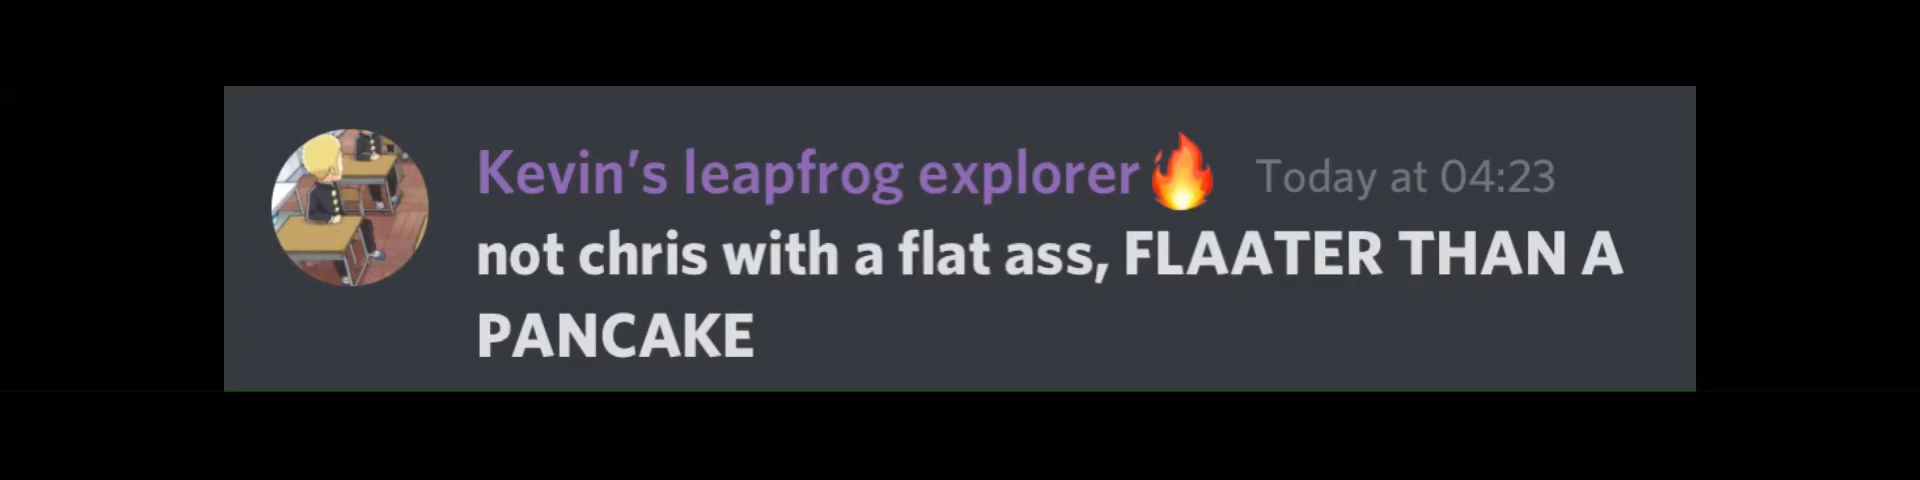 Kevin’s leapfrog explorer🔥 Today at 04:23
not chris with a flat ass, FLAATER THAN A
PANCAKE